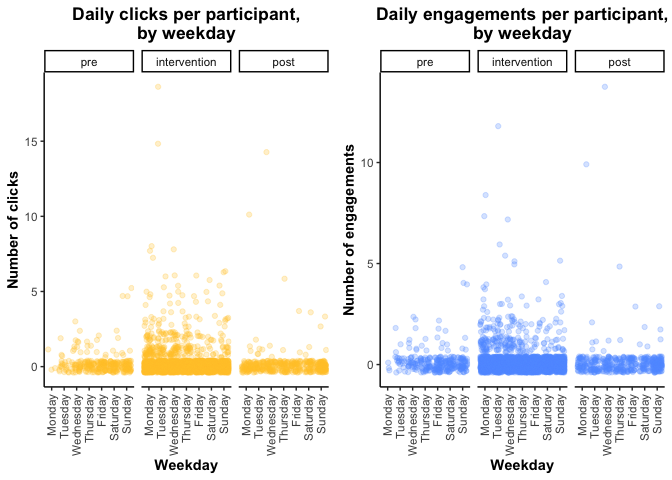 Daily clicks per participant,
by weekday
pre
intervention
post
Number of clicks
15
10
5
0
Monday
Tuesday
Wednesday
Thursday
Friday
Saturday
Sunday
Monday
Tuesday
Wednesday
Thursday
Friday
Saturday
Sunday
Monday
Tuesday
Wednesday
Thursday
Friday
Saturday
Sunday
Weekday
Daily engagements per participant,
by weekday
pre
intervention
post
Number of engagements
10
5
0
Monday
Tuesday
Wednesday
Thursday
Friday
Saturday
Sunday
Monday
Tuesday
Wednesday
Thursday
Friday
Saturday
Sunday
Monday
Tuesday
Wednesday
Thursday
Friday
Saturday
Sunday
Weekday